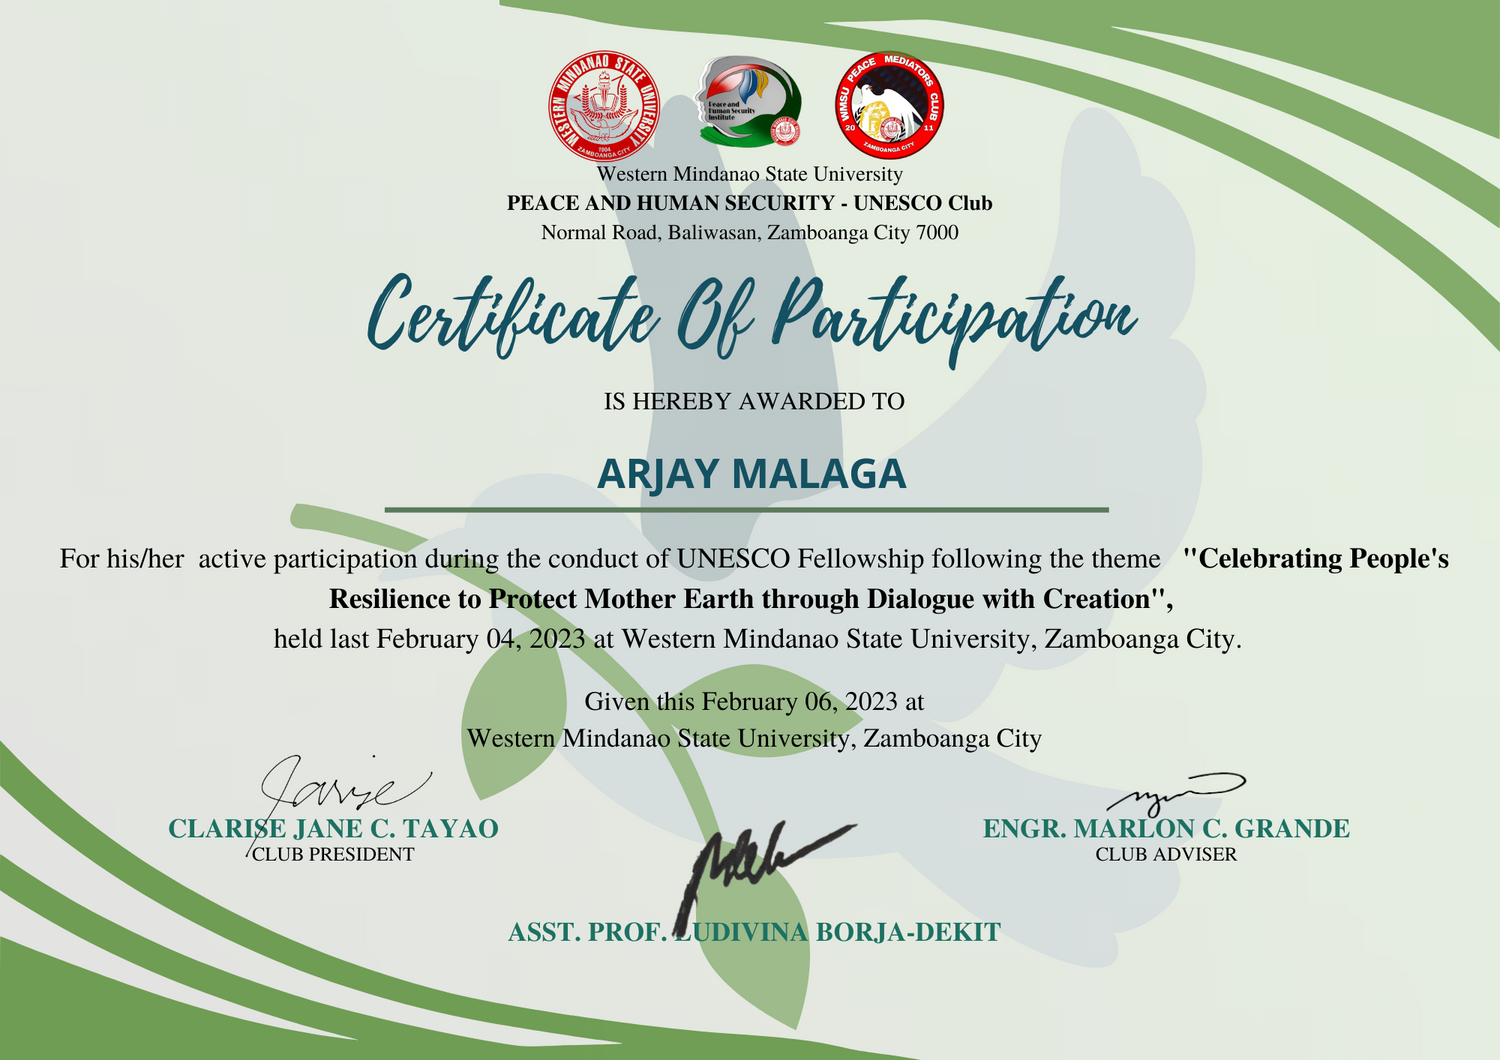 WESTERN MINDANAO STATE UNIVERSITY
ZAMBOANGA CITY
Peace and
Human Security
Institute
WMSU PEACE MEDIATORS CLUB
20 11
ZAMBOANGA CITY
Western Mindanao State University
PEACE AND HUMAN SECURITY - UNESCO Club
Normal Road, Baliwasan, Zamboanga City 7000
Certificate Of Participation
IS HEREBY AWARDED TO
ARJAY MALAGA
For his/her active participation during the conduct of UNESCO Fellowship following the theme "Celebrating People's
Resilience to Protect Mother Earth through Dialogue with Creation",
held last February 04, 2023 at Western Mindanao State University, Zamboanga City.
Given this February 06, 2023 at
Western Mindanao State University, Zamboanga City
CLARISE JANE C. TAYAO
CLUB PRESIDENT
ENGR. MARLON C. GRANDE
CLUB ADVISER
ASST. PROF. LUDIVINA BORJA-DEKIT